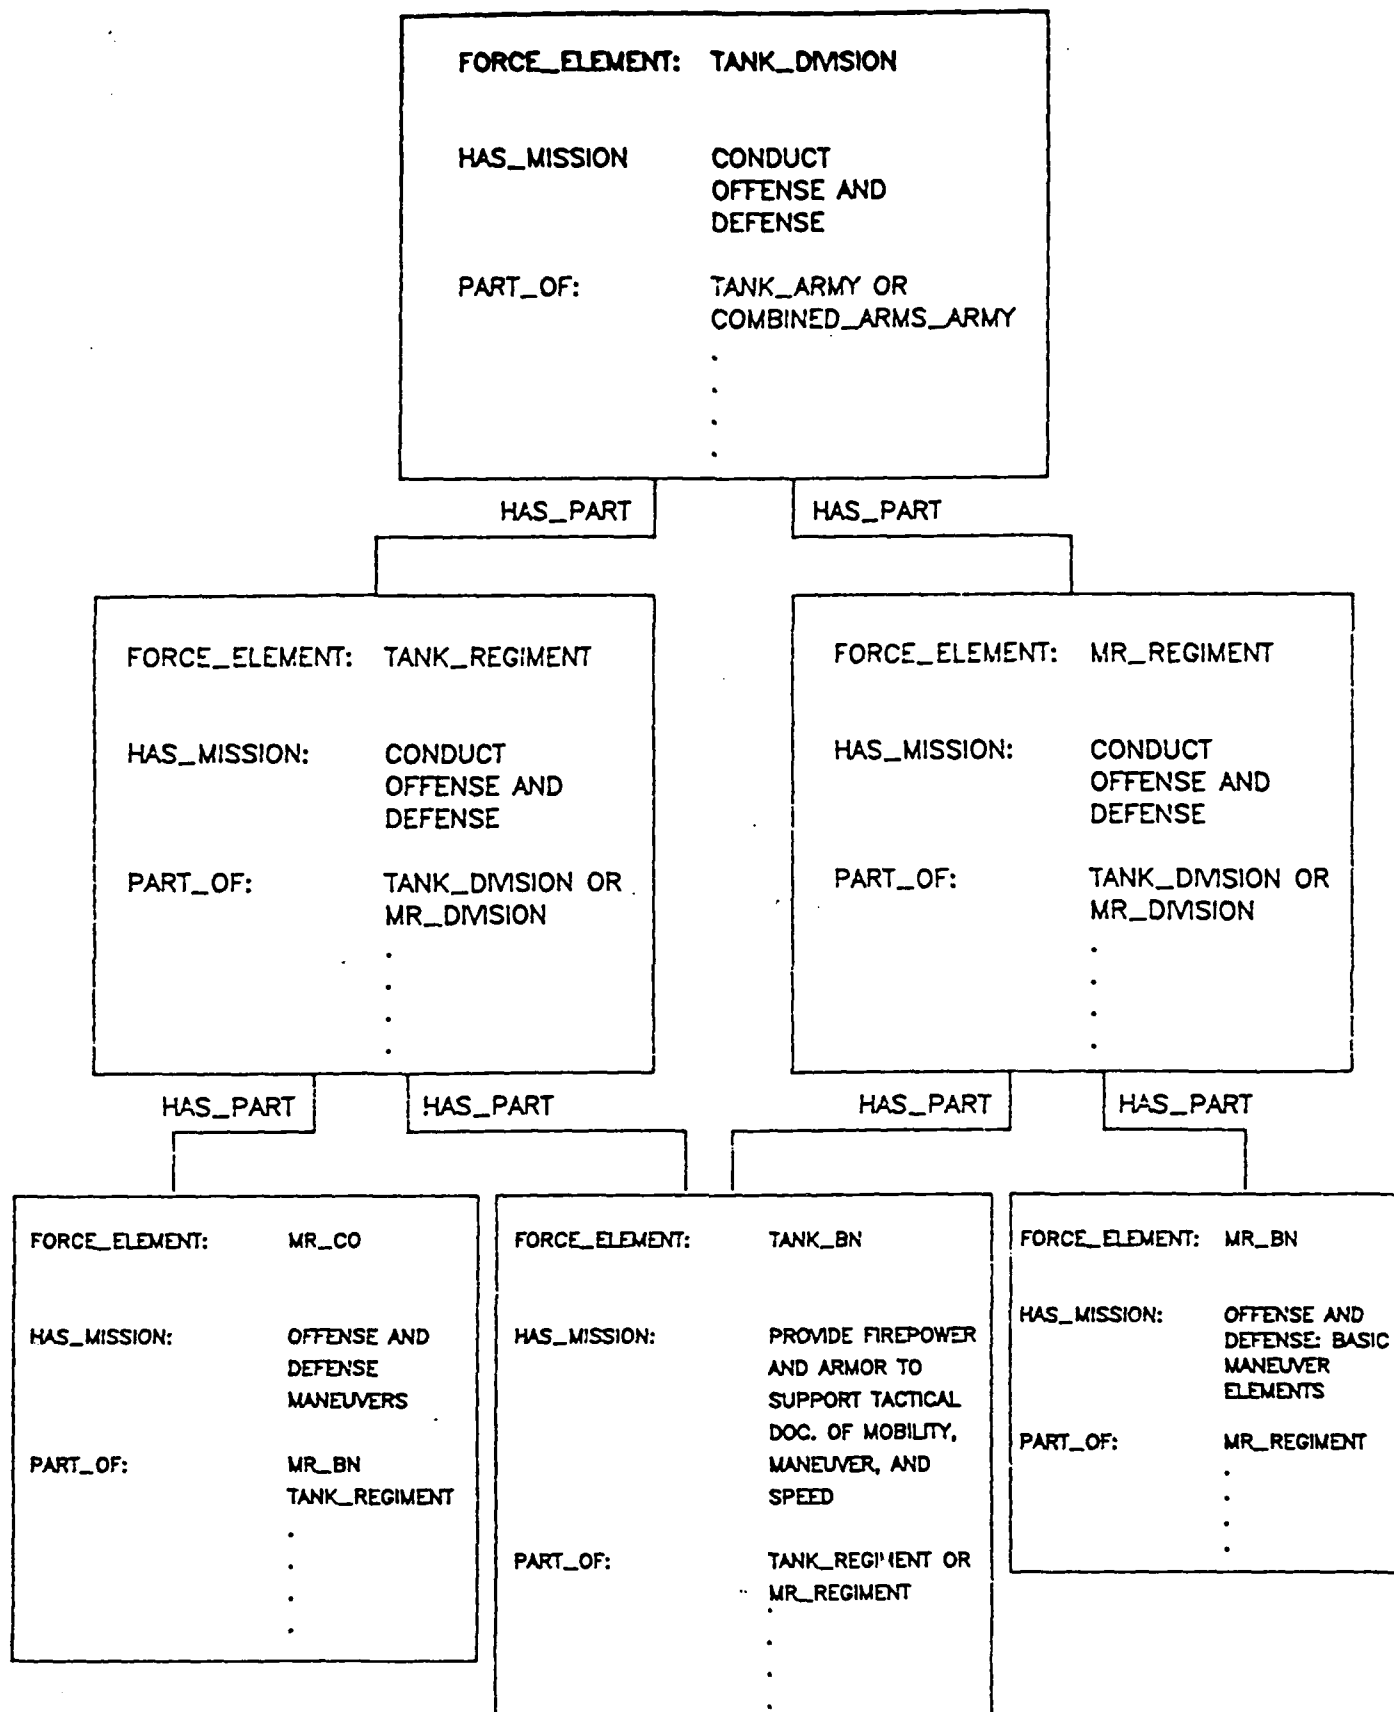 FORCE_ELEMENT: TANK_DIVISION
HAS_MISSION CONDUCT
OFFENSE AND
DEFENSE
PART_OF: TANK_ARMY OR
COMBINED_ARMS_ARMY
.
.
.
.
HAS_PART HAS_PART
FORCE_ELEMENT: TANK_REGIMENT
HAS_MISSION: CONDUCT
OFFENSE AND
DEFENSE
PART_OF: TANK_DIVISION OR
MR_DIVISION
.
.
.
.
FORCE_ELEMENT: MR_REGIMENT
HAS_MISSION: CONDUCT
OFFENSE AND
DEFENSE
PART_OF: TANK_DIVISION OR
MR_DIVISION
.
.
.
.
HAS_PART HAS_PART HAS_PART HAS_PART
FORCE_ELEMENT: MR_CO
HAS_MISSION: OFFENSE AND
DEFENSE
MANEUVERS
PART_OF: MR_BN
TANK_REGIMENT
.
.
.
.
FORCE_ELEMENT: TANK_BN
HAS_MISSION: PROVIDE FIREPOWER
AND ARMOR TO
SUPPORT TACTICAL
DOC. OF MOBILITY,
MANEUVER, AND
SPEED
PART_OF: TANK_REGIMENT OR
MR_REGIMENT
.
.
.
.
FORCE_ELEMENT: MR_BN
HAS_MISSION: OFFENSE AND
DEFENSE: BASIC
MANEUVER
ELEMENTS
PART_OF: MR_REGIMENT
.
.
.
.